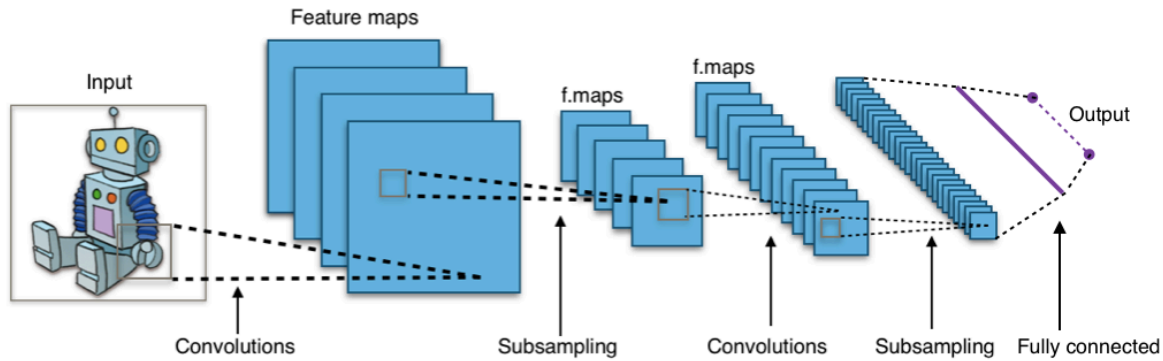 Feature maps
Input
f.maps
f.maps
Output
Convolutions
Subsampling
Convolutions
Subsampling
Fully connected